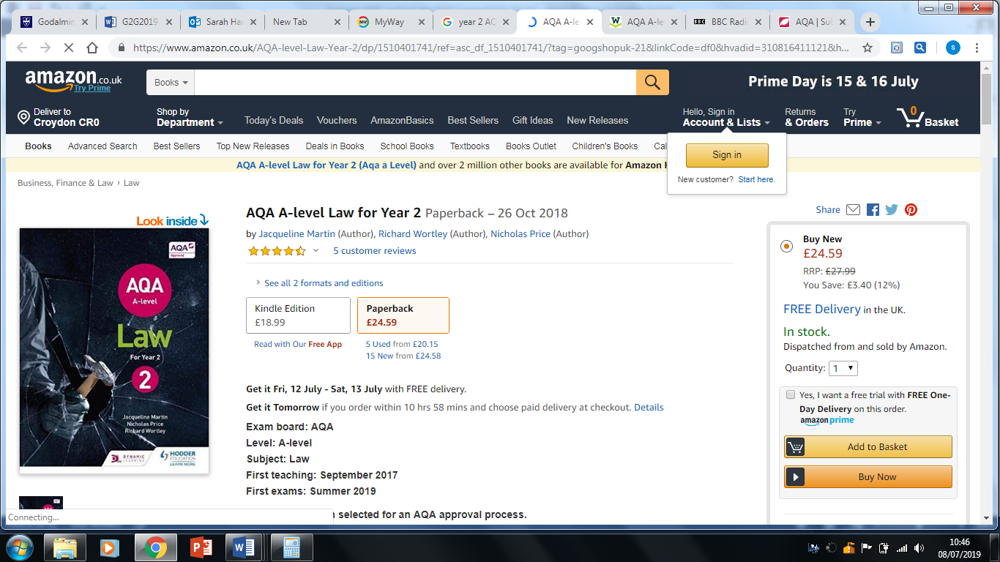 Godalmin
G2G2019
Sarah Ha
New Tab
MyWay
year 2 AQ
AQA A-le
AQA A-le
BBC Radi
AQA | Sub
https://www.amazon.co.uk/AQA-level-Law-Year-2/dp/1510401741/ref=asc_df_1510401741/?tag=googshopuk-21&linkCode=df0&hvadid=310816411121&h...
S
amazon.co.uk
Try Prime
Books
Prime Day is 15 & 16 July
Deliver to
Croydon CR0
Shop by
Department
Today's Deals
Vouchers
AmazonBasics
Best Sellers
Gift Ideas
New Releases
Hello, Sign in
Account & Lists
Returns
& Orders
Try
Prime
0
Basket
Books
Advanced Search
Best Sellers
Top New Releases
Deals in Books
School Books
Textbooks
Books Outlet
Children's Books
Cal
Sign in
New customer? Start here.
AQA A-level Law for Year 2 (Aqa a Level) and over 2 million other books are available for Amazon
Business, Finance & Law › Law
Look inside
AQA A-level Law for Year 2 Paperback – 26 Oct 2018
by Jacqueline Martin (Author), Richard Wortley (Author), Nicholas Price (Author)
5 customer reviews
See all 2 formats and editions
Kindle Edition
£18.99
Paperback
£24.59
Read with Our Free App
5 Used from £20.15
15 New from £24.58
Get it Fri, 12 July - Sat, 13 July with FREE delivery.
Get it Tomorrow if you order within 10 hrs 58 mins and choose paid delivery at checkout. Details
Exam board: AQA
Level: A-level
Subject: Law
First teaching: September 2017
First exams: Summer 2019
selected for an AQA approval process.
AQA
Approved
AQA
A-level
Law
For Year 2
2
Jacqueline Martin
Nicholas Price
Richard Wortley
DYNAMIC
LEARNING
HODDER
EDUCATION
LEARN MORE
Share
Buy New
£24.59
RRP: £27.99
You Save: £3.40 (12%)
FREE Delivery in the UK.
In stock.
Dispatched from and sold by Amazon.
Quantity: 1
Yes, I want a free trial with FREE One-
Day Delivery on this order.
amazon prime
Add to Basket
Buy Now
Connecting...
10:46
08/07/2019